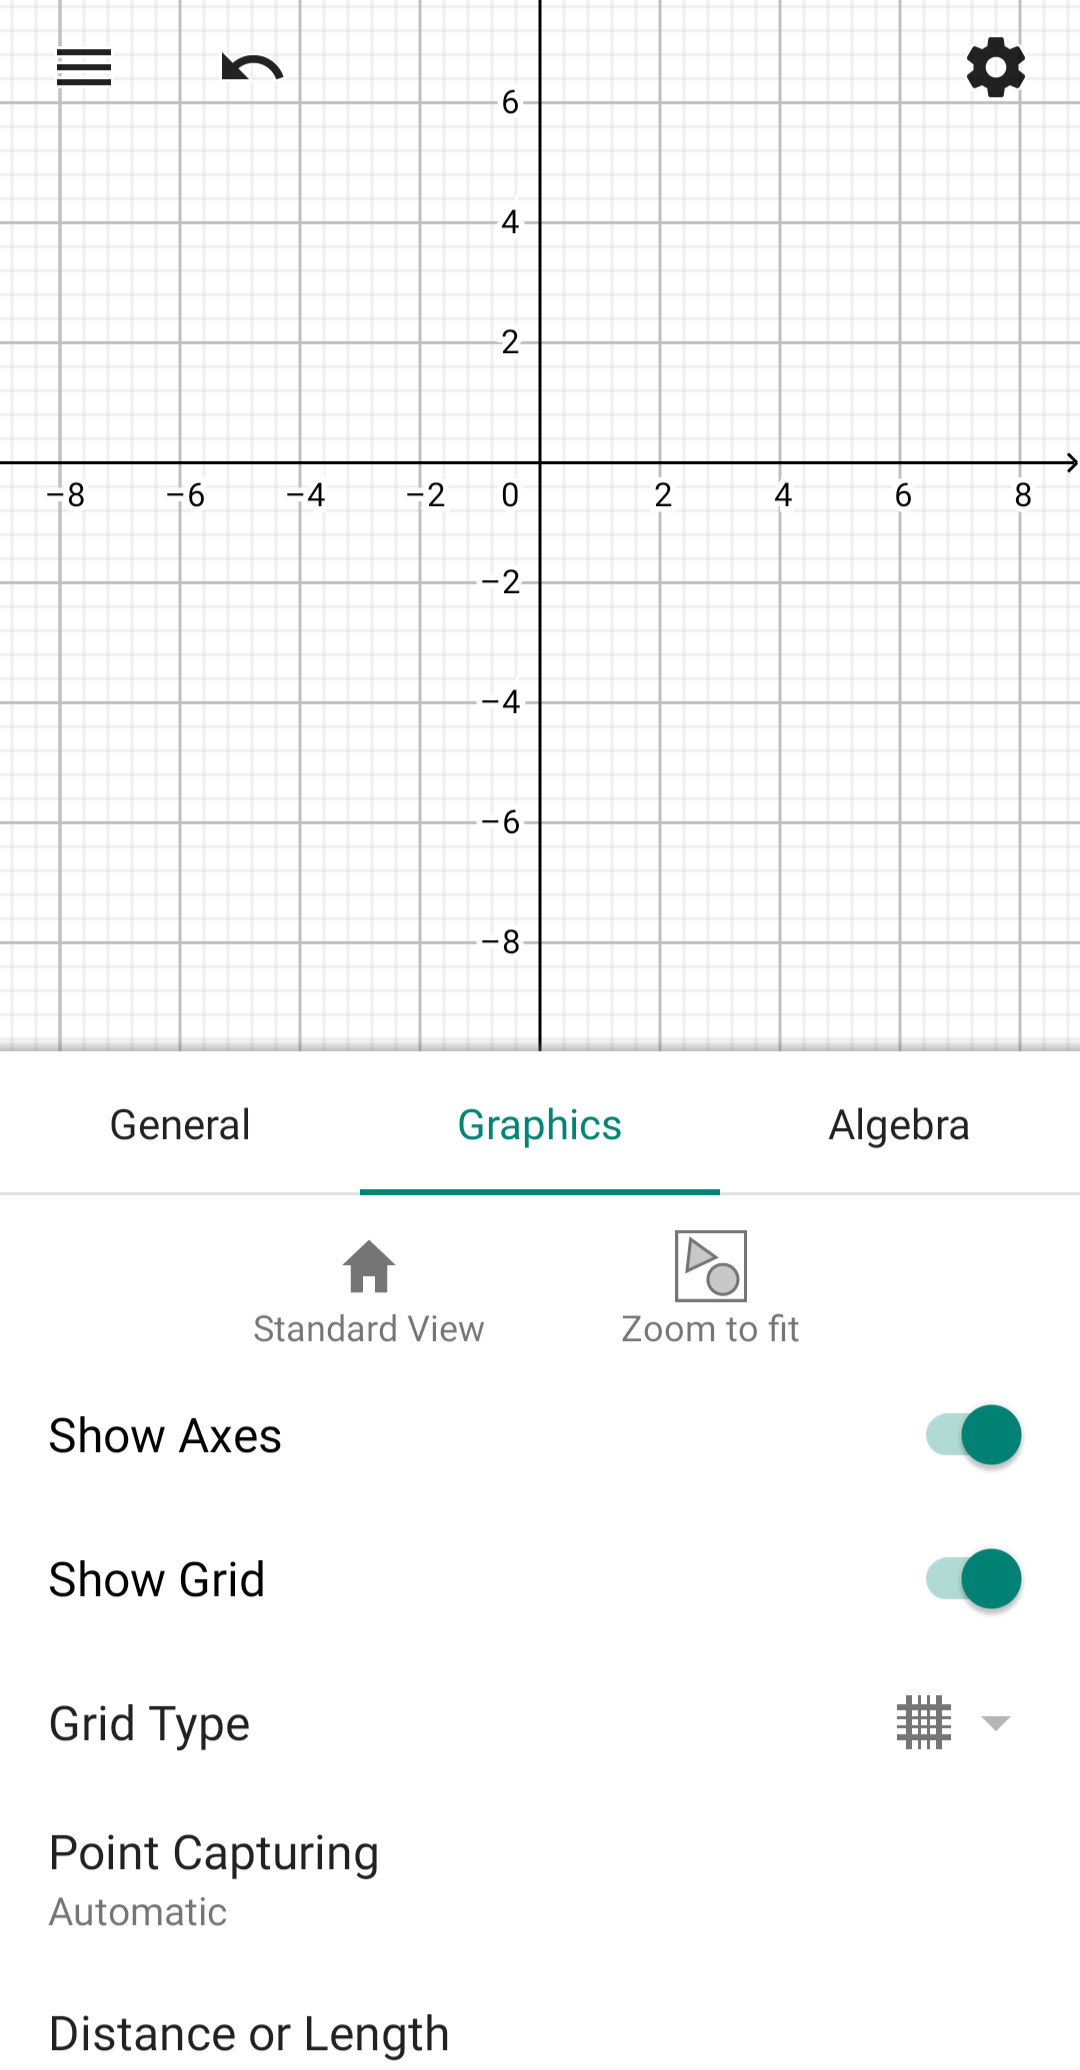 6
4
2
−8 −6 −4 −2 0 2 4 6 8
−2
−4
−6
−8
General Graphics Algebra
Standard View Zoom to fit
Show Axes
Show Grid
Grid Type
Point Capturing
Automatic
Distance or Length